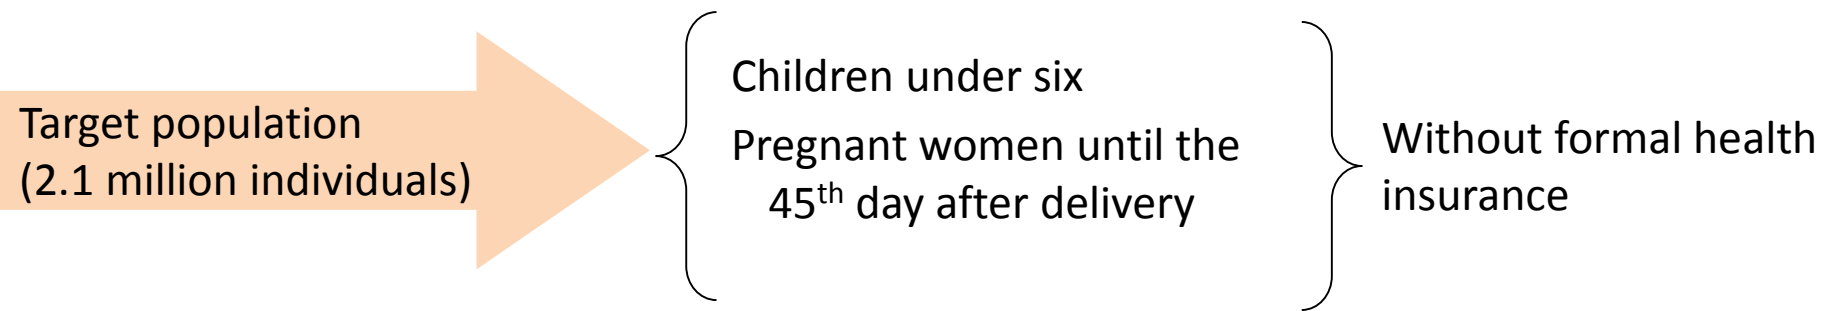 Target population
(2.1 million individuals)
Children under six
Pregnant women until the
45th day after delivery
Without formal health
insurance